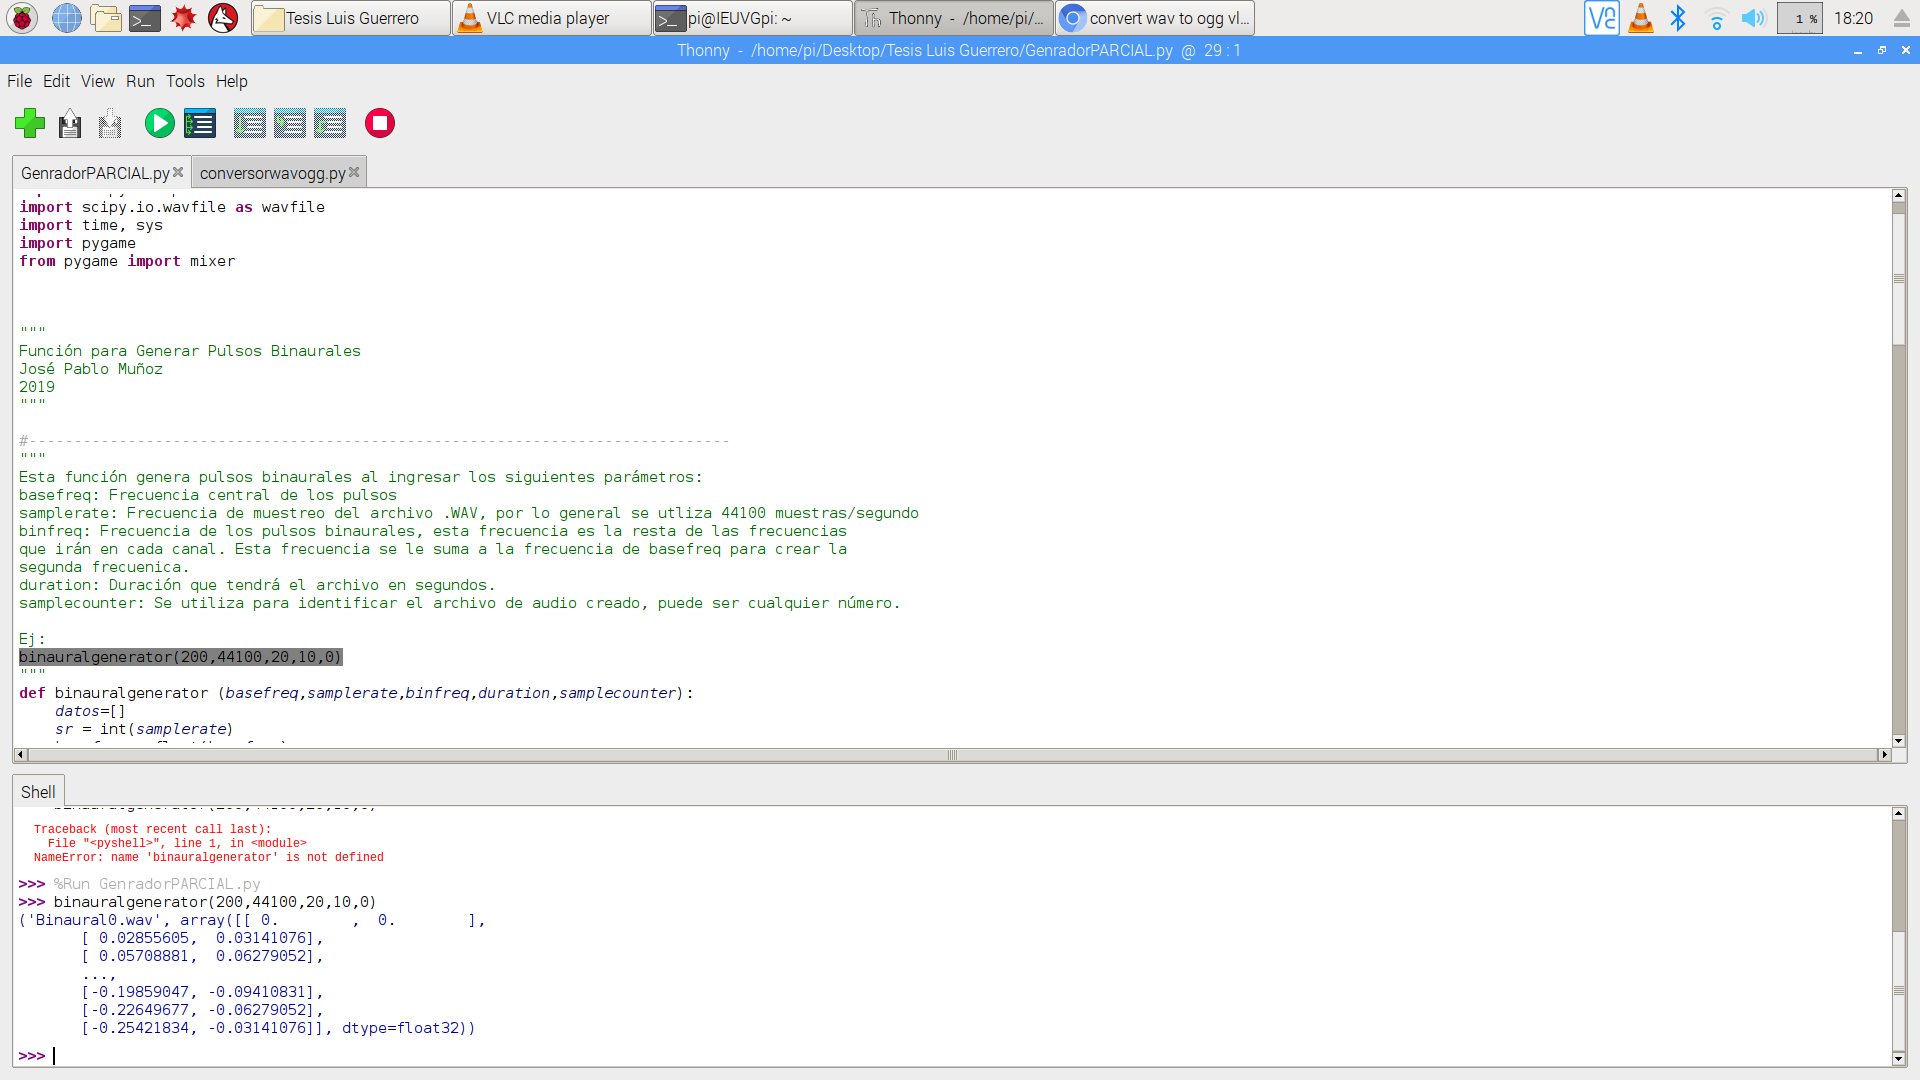 Tesis Luis Guerrero
VLC media player
pi@IEUVGpi: ~
Thonny - /home/pi/...
convert wav to ogg vl...
1 %
18:20
Thonny - /home/pi/Desktop/Tesis Luis Guerrero/GenradorPARCIAL.py @ 29 : 1
File Edit View Run Tools Help
GenradorPARCIAL.py
conversorwavogg.py
import scipy.io.wavfile as wavfile
import time, sys
import pygame
from pygame import mixer
"""
Función para Generar Pulsos Binaurales
José Pablo Muñoz
2019
"""
#------------------------------------------------------------------------------
"""
Esta función genera pulsos binaurales al ingresar los siguientes parámetros:
basefreq: Frecuencia central de los pulsos
samplerate: Frecuencia de muestreo del archivo .WAV, por lo general se utliza 44100 muestras/segundo
binfreq: Frecuencia de los pulsos binaurales, esta frecuencia es la resta de las frecuencias
que irán en cada canal. Esta frecuencia se le suma a la frecuencia de basefreq para crear la
segunda frecuenica.
duration: Duración que tendrá el archivo en segundos.
samplecounter: Se utiliza para identificar el archivo de audio creado, puede ser cualquier número.
Ej:
binauralgenerator(200,44100,20,10,0)
"""
def binauralgenerator (basefreq,samplerate,binfreq,duration,samplecounter):
datos=[]
sr = int(samplerate)
Shell
binauralgenerator(200,44100,20,10,0)
Traceback (most recent call last):
File "<pyshell>", line 1, in <module>
NameError: name 'binauralgenerator' is not defined
>>> %Run GenradorPARCIAL.py
>>> binauralgenerator(200,44100,20,10,0)
('Binaural0.wav', array([[ 0.        ,  0.        ],
[ 0.02855605,  0.03141076],
[ 0.05708881,  0.06279052],
...,
[-0.19859047, -0.09410831],
[-0.22649677, -0.06279052],
[-0.25421834, -0.03141076]], dtype=float32))
>>>